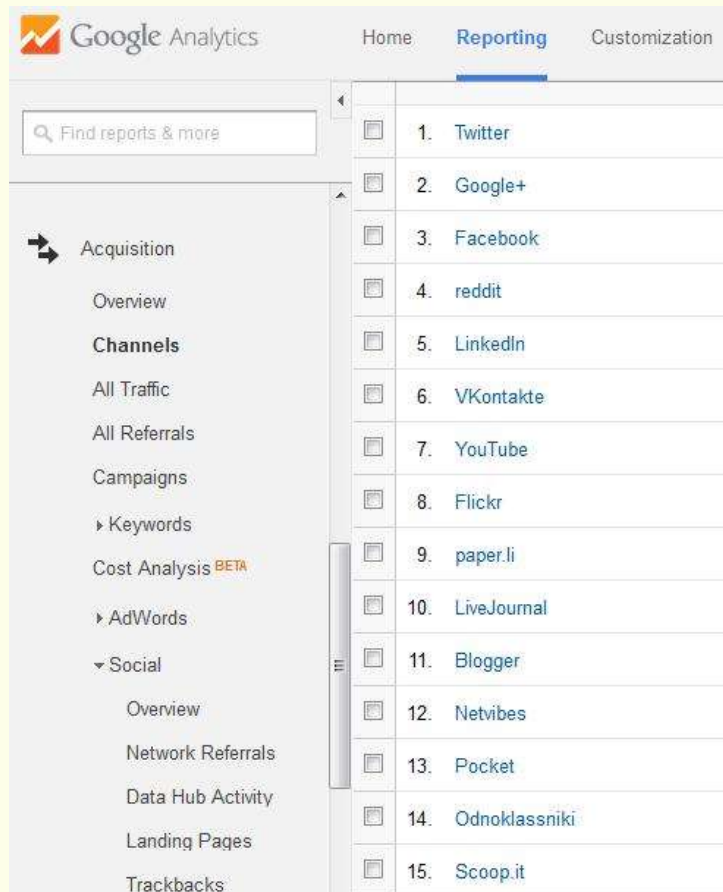 Google Analytics
Home Reporting Customization
Find reports & more
Acquisition
Overview
Channels
All Traffic
All Referrals
Campaigns
Keywords
Cost Analysis BETA
AdWords
Social
Overview
Network Referrals
Data Hub Activity
Landing Pages
Trackbacks
1. Twitter
2. Google+
3. Facebook
4. reddit
5. LinkedIn
6. VKontakte
7. YouTube
8. Flickr
9. paper.li
10. LiveJournal
11. Blogger
12. Netvibes
13. Pocket
14. Odnoklassniki
15. Scoop.it